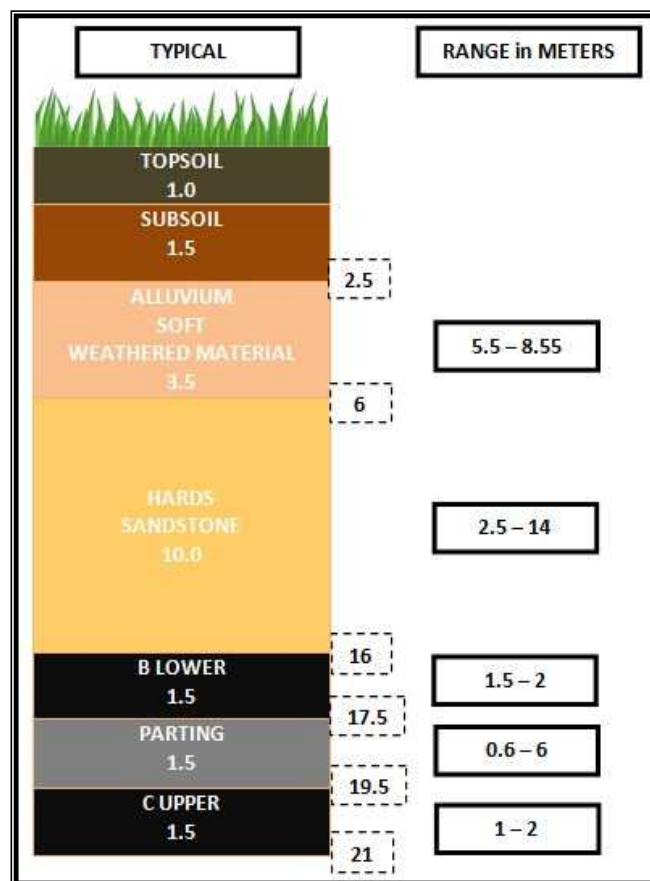 TYPICAL
RANGE in METERS
TOPSOIL
1.0
SUBSOIL
1.5
2.5
ALLUVIUM
SOFT
WEATHERED MATERIAL
3.5
5.5 – 8.55
6
HARDS
SANDSTONE
10.0
2.5 – 14
16
B LOWER
1.5
1.5 – 2
17.5
PARTING
1.5
0.6 – 6
19.5
C UPPER
1.5
1 – 2
21